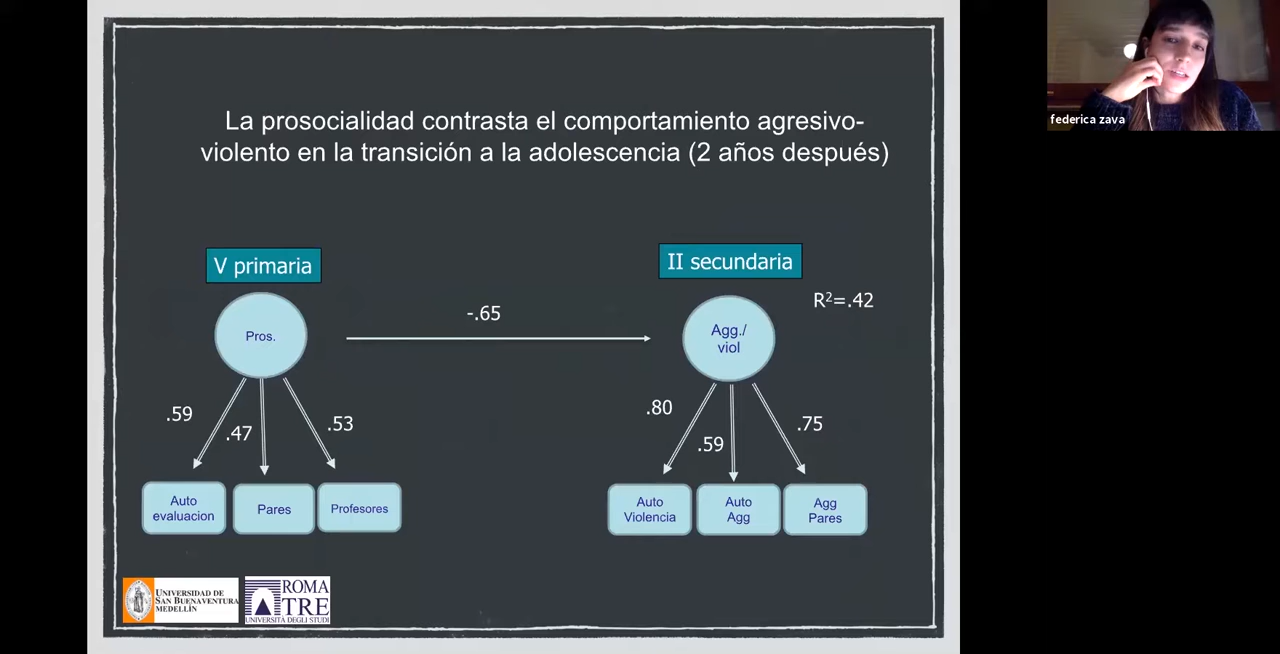 La prosocialidad contrasta el comportamiento agresivo-
violento en la transición a la adolescencia (2 años después)
federica zava
V primaria
II secundaria
R²=.42
-.65
Pros.
Agg./
viol
.59
.47
.53
.80
.59
.75
Auto
evaluacion
Pares
Profesores
Auto
Violencia
Auto
Agg
Agg
Pares
UNIVERSIDAD DE
SAN BUENAVENTURA
MEDELLÍN
ROMA
TRE
UNIVERSITÀ DEGLI STUDI